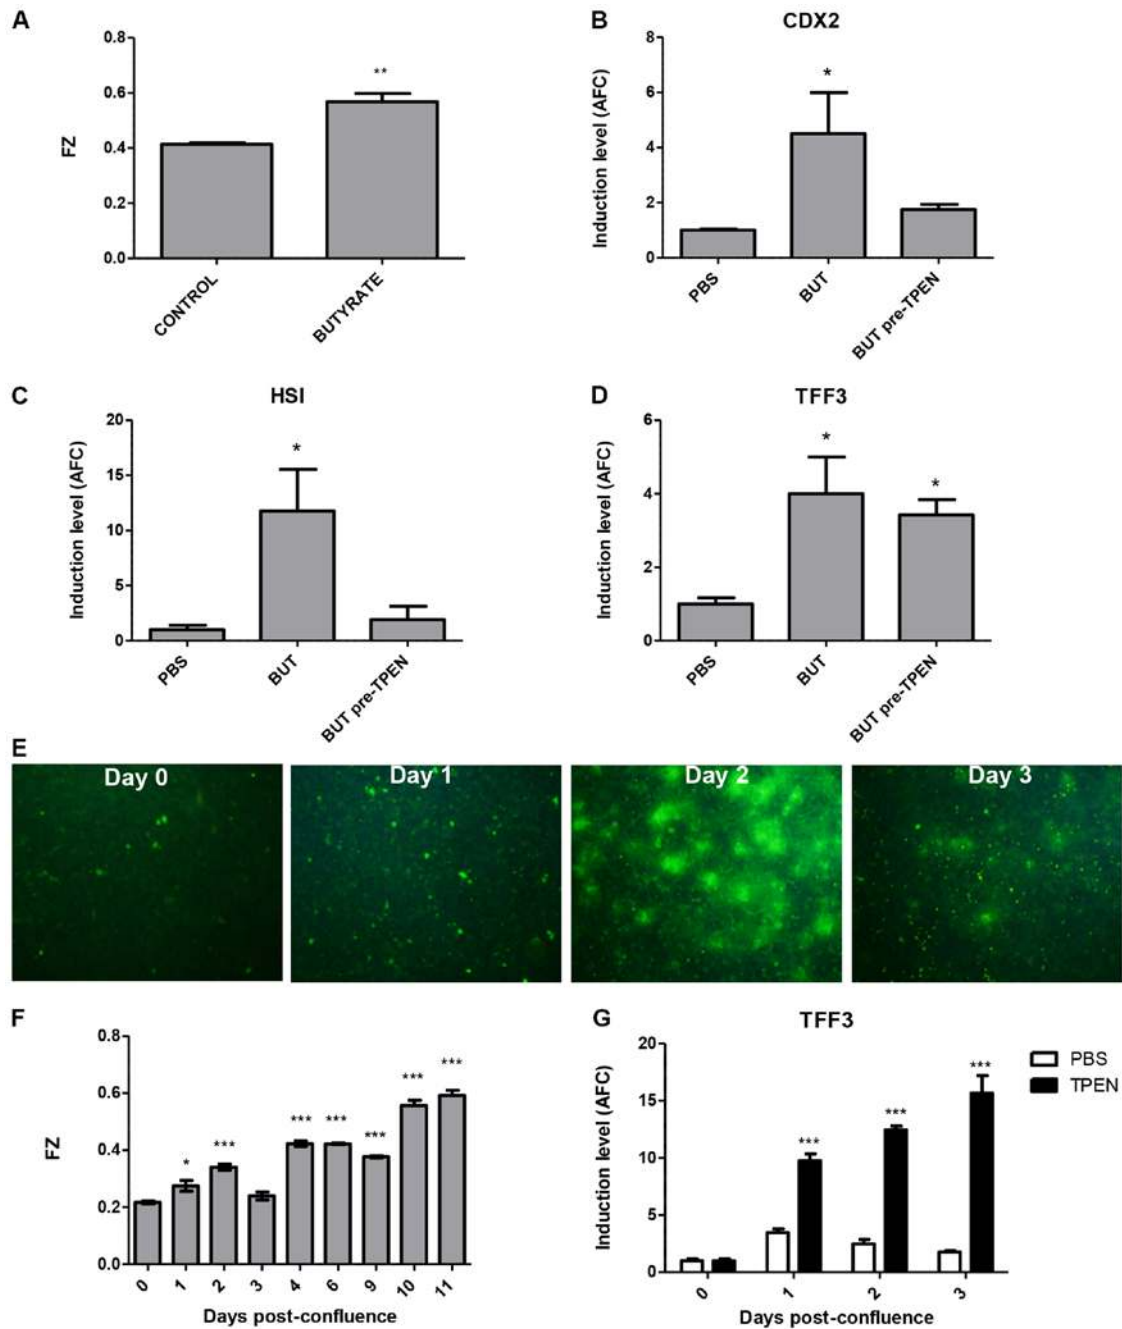 A
FZ
0.8
0.6
0.4
0.2
0.0
**
CONTROL
BUTYRATE
B
CDX2
Induction level (AFC)
8
6
4
2
0
*
PBS
BUT
BUT pre-TPEN
C
HSI
Induction level (AFC)
20
15
10
5
0
*
PBS
BUT
BUT pre-TPEN
D
TFF3
Induction level (AFC)
6
4
2
0
*
*
PBS
BUT
BUT pre-TPEN
E
Day 0
Day 1
Day 2
Day 3
F
FZ
0.8
0.6
0.4
0.2
0.0
*
***
***
***
***
***
***
0 1 2 3 4 6 9 10 11
Days post-confluence
G
TFF3
Induction level (AFC)
20
15
10
5
0
***
***
***
PBS
TPEN
0 1 2 3
Days post-confluence